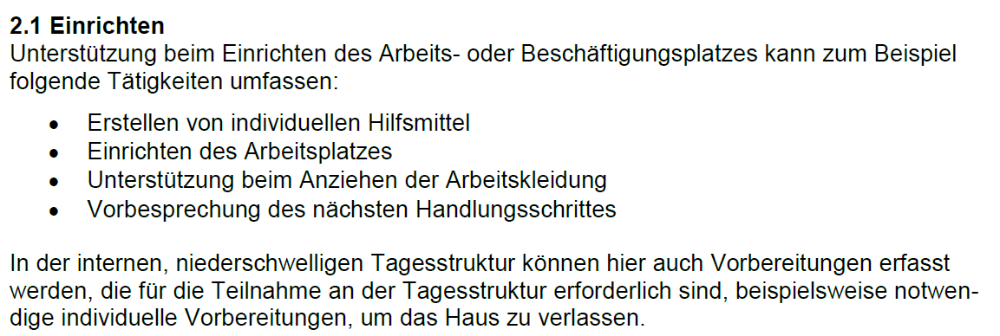 2.1 Einrichten
Unterstützung beim Einrichten des Arbeits- oder Beschäftigungsplatzes kann zum Beispiel
folgende Tätigkeiten umfassen:
• Erstellen von individuellen Hilfsmittel
• Einrichten des Arbeitsplatzes
• Unterstützung beim Anziehen der Arbeitskleidung
• Vorbesprechung des nächsten Handlungsschrittes
In der internen, niederschwelligen Tagesstruktur können hier auch Vorbereitungen erfasst
werden, die für die Teilnahme an der Tagesstruktur erforderlich sind, beispielsweise notwen-
dige individuelle Vorbereitungen, um das Haus zu verlassen.